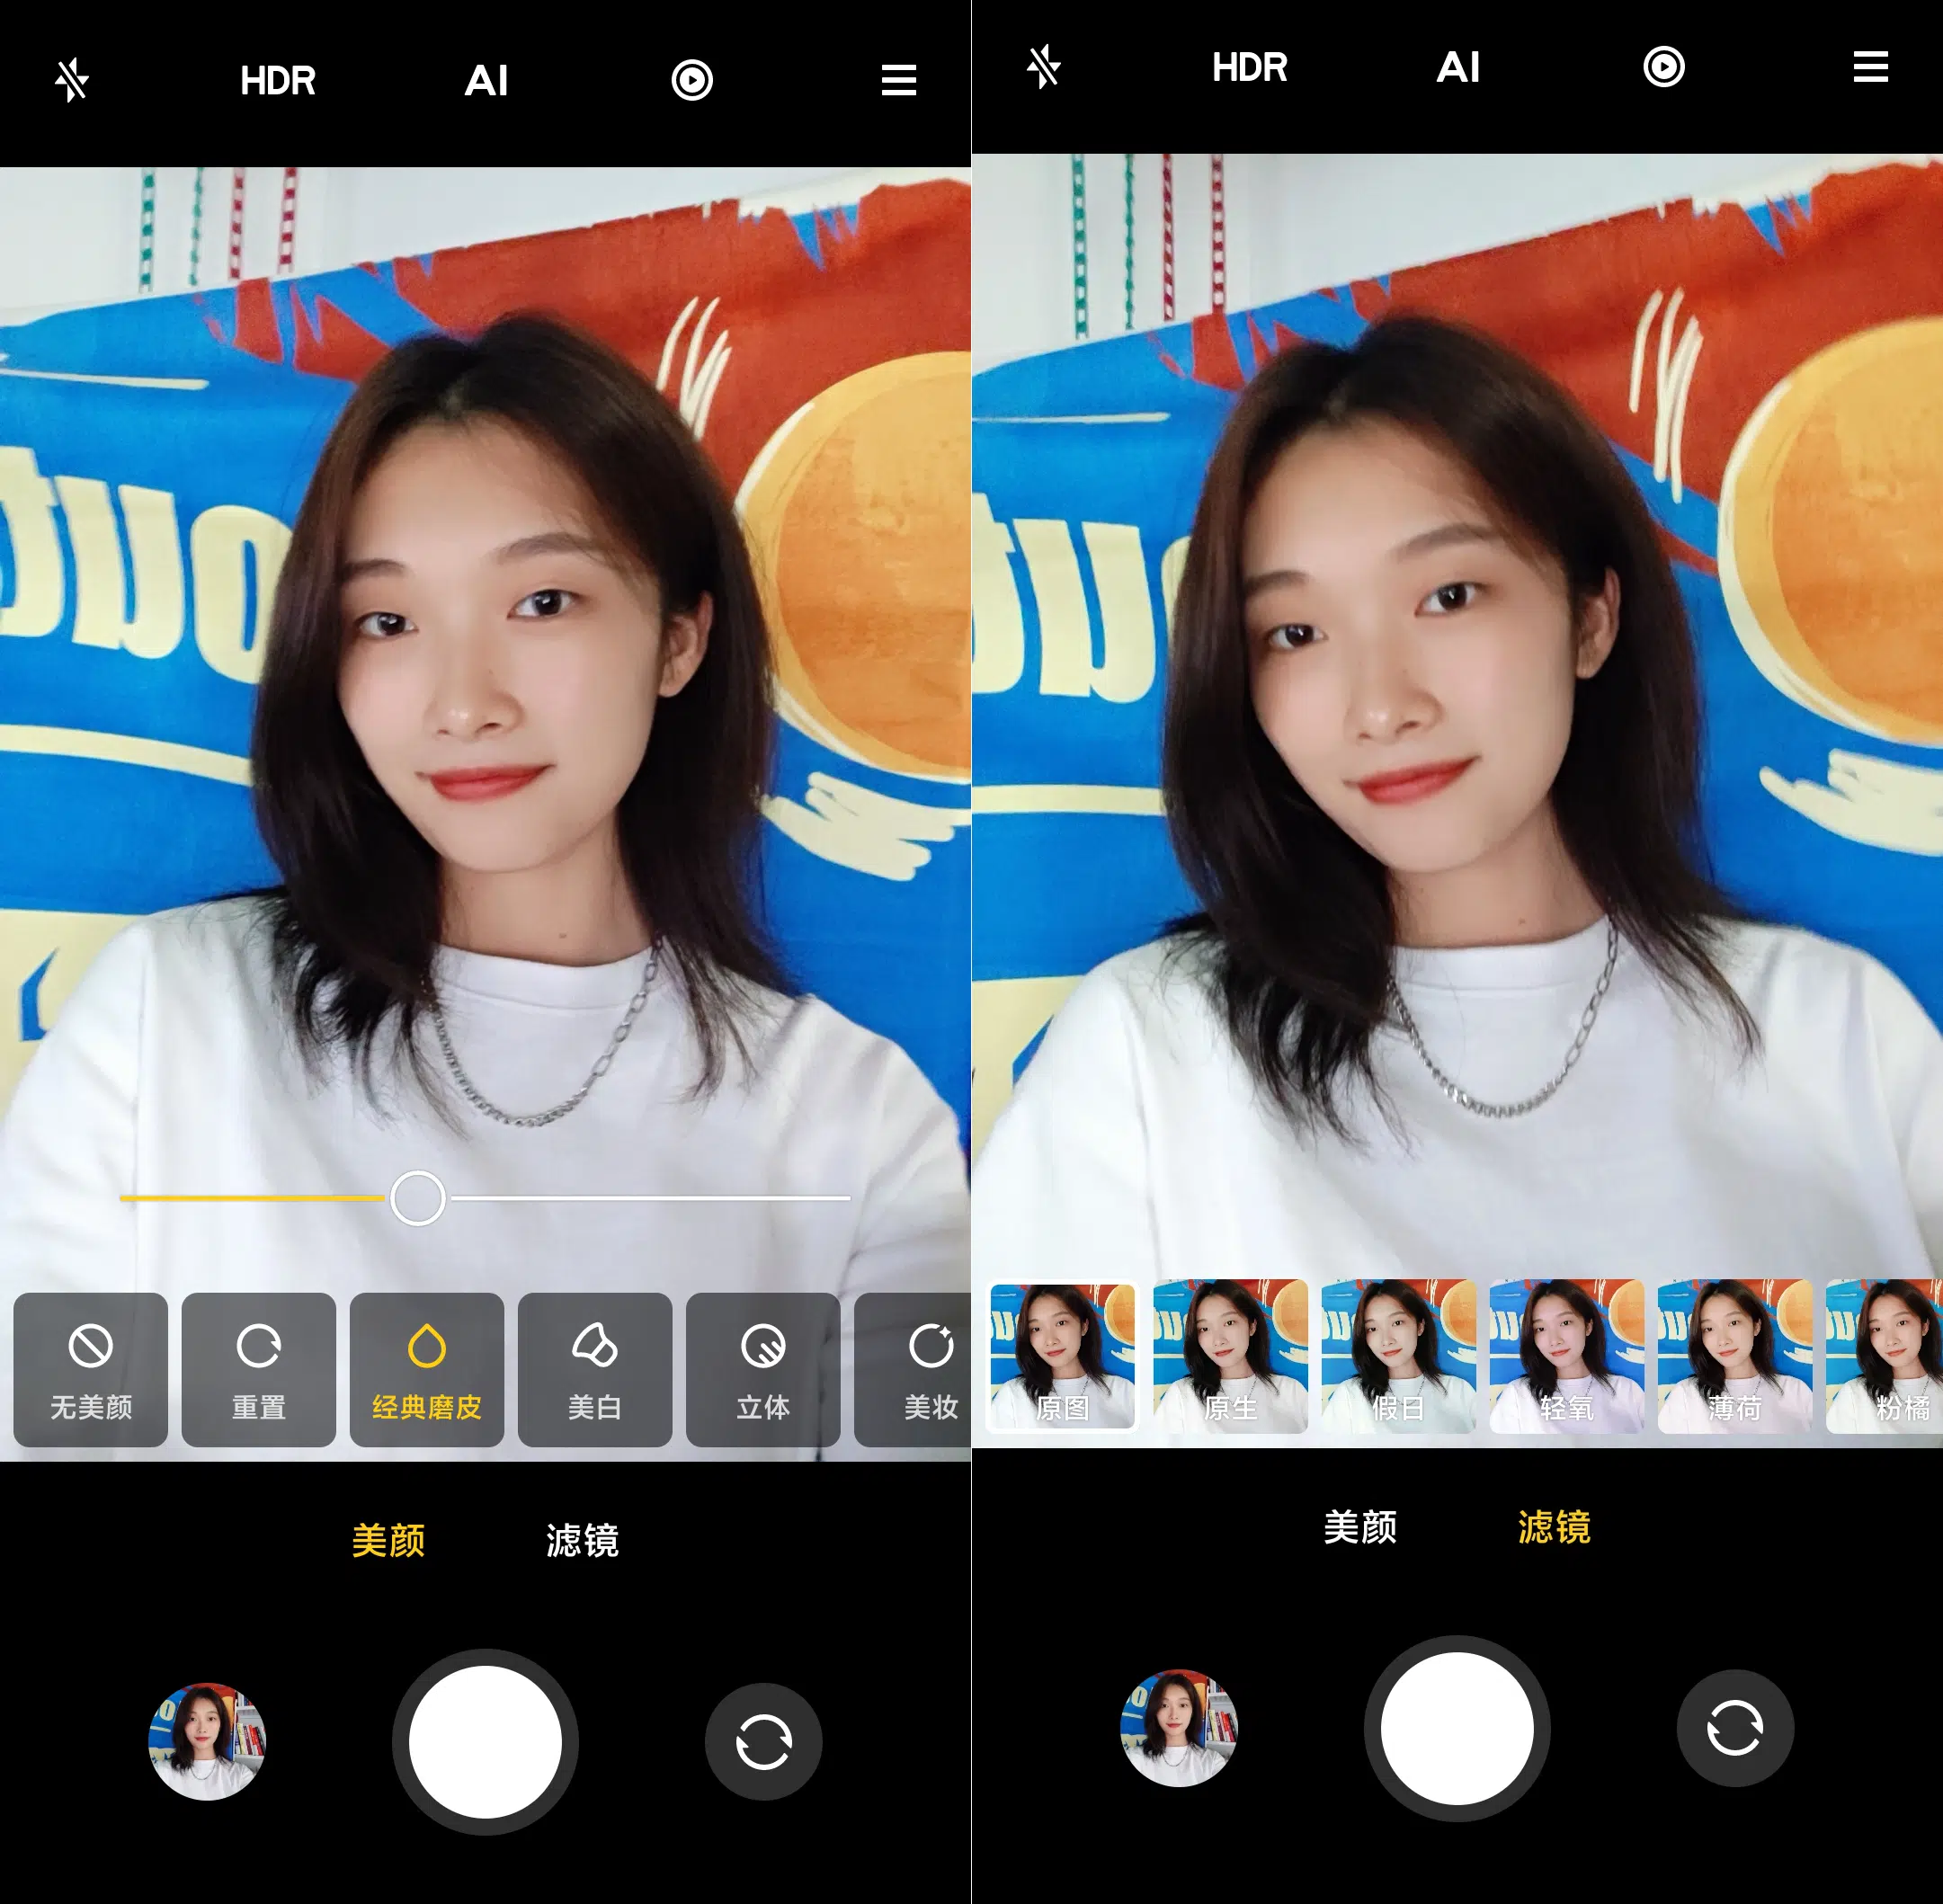 HDR AI
out
无美颜 重置 经典磨皮 美白 立体 美妆
美颜 滤镜
HDR AI
原图 原生 假日 轻氧 薄荷 粉橘
美颜 滤镜